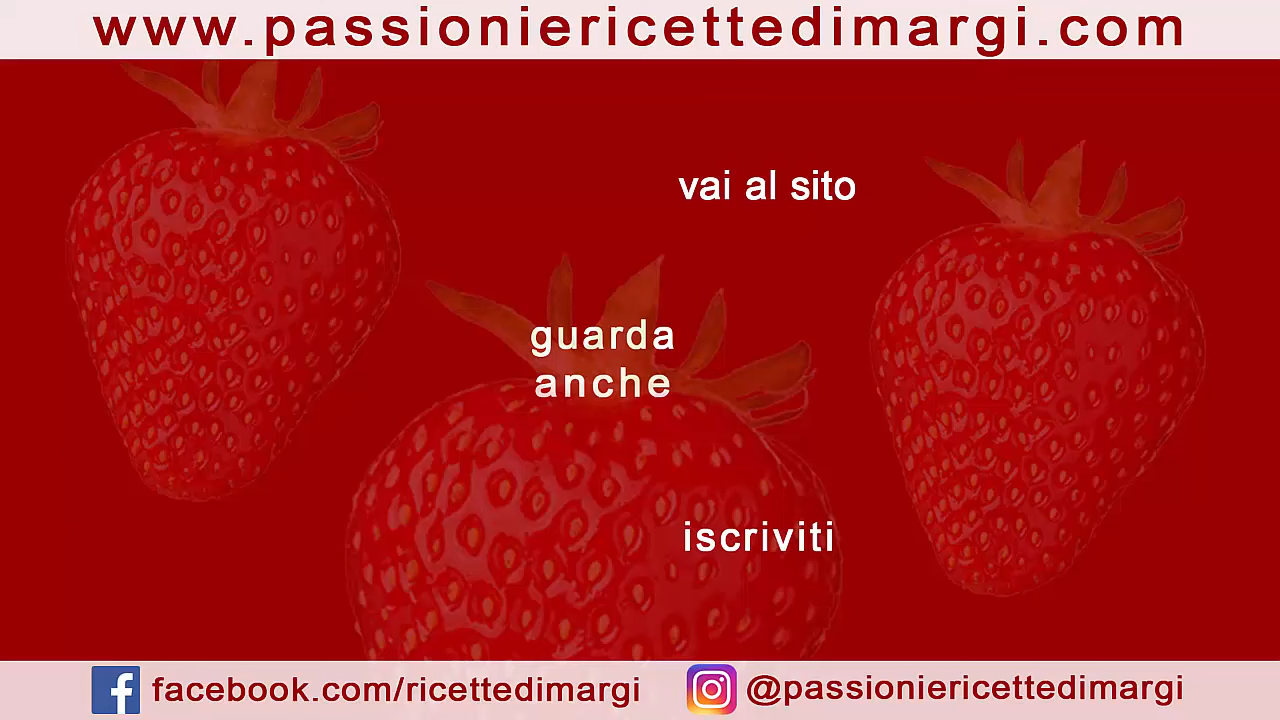 www.passioniericettedimargi.com
vai al sito
guarda
anche
iscriviti
facebook.com/ricettedimargi
@passioniericettedimargi